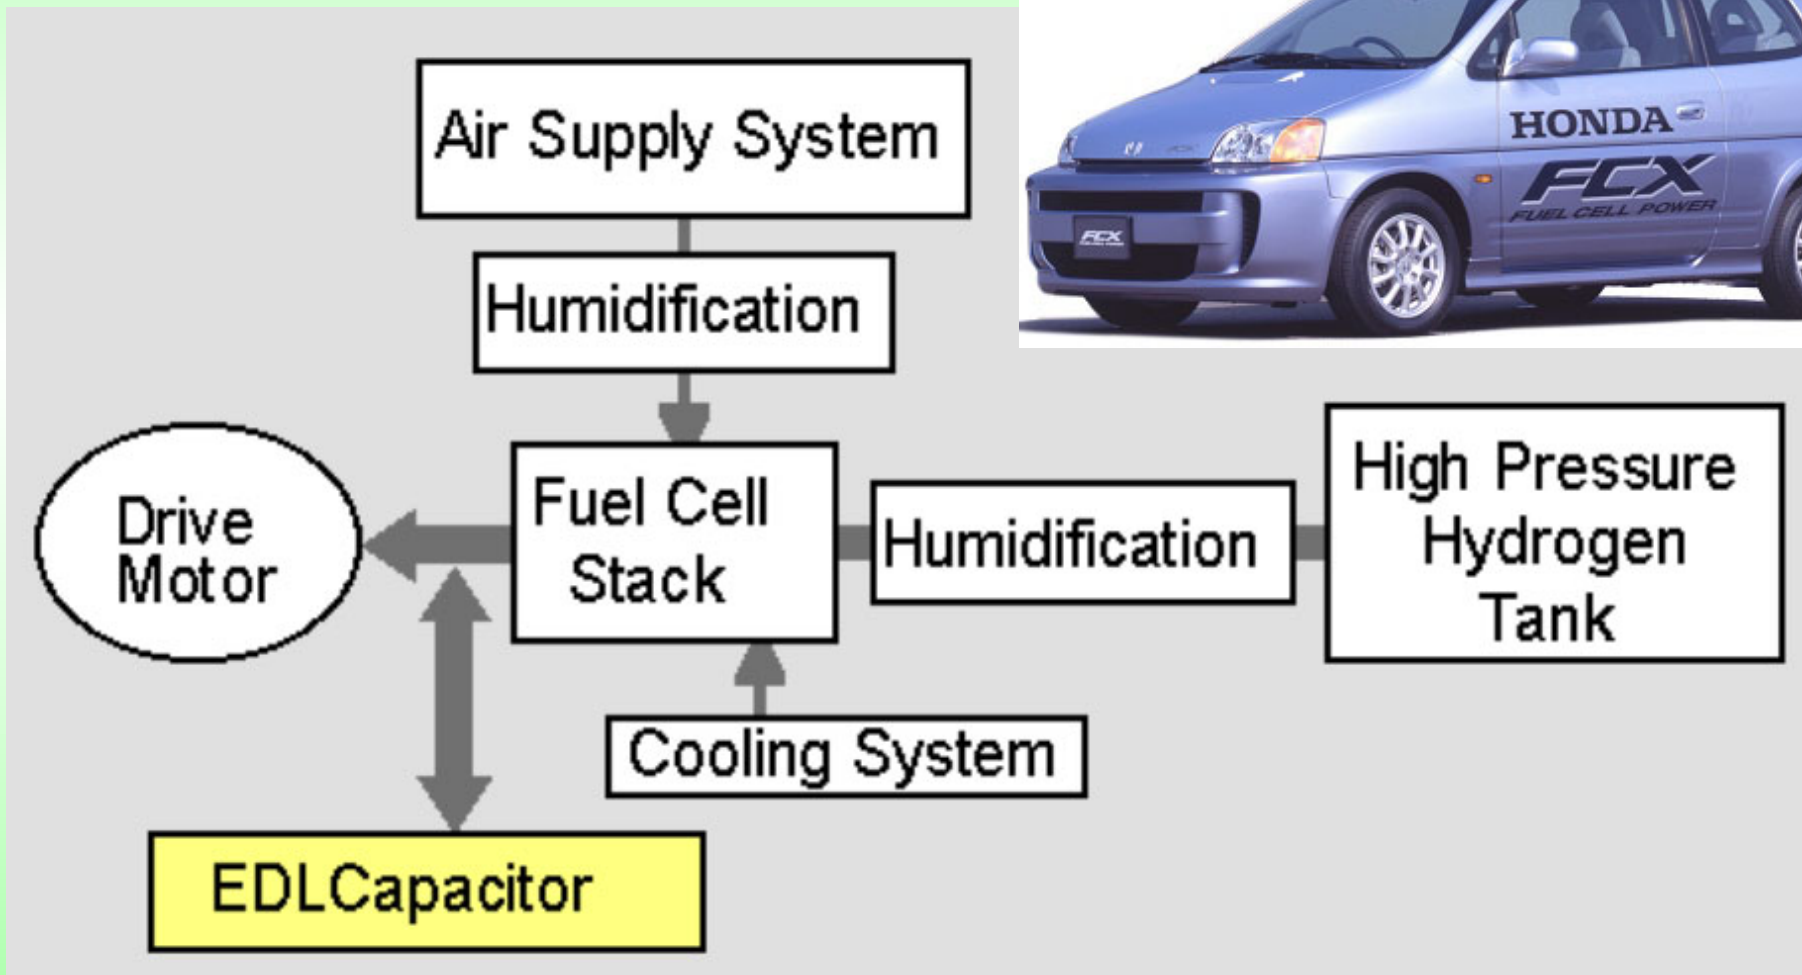 Air Supply System
Humidification
HONDA
FCX
FUEL CELL POWER
FCX
Drive
Motor
Fuel Cell
Stack
Humidification
High Pressure
Hydrogen
Tank
Cooling System
EDLCapacitor